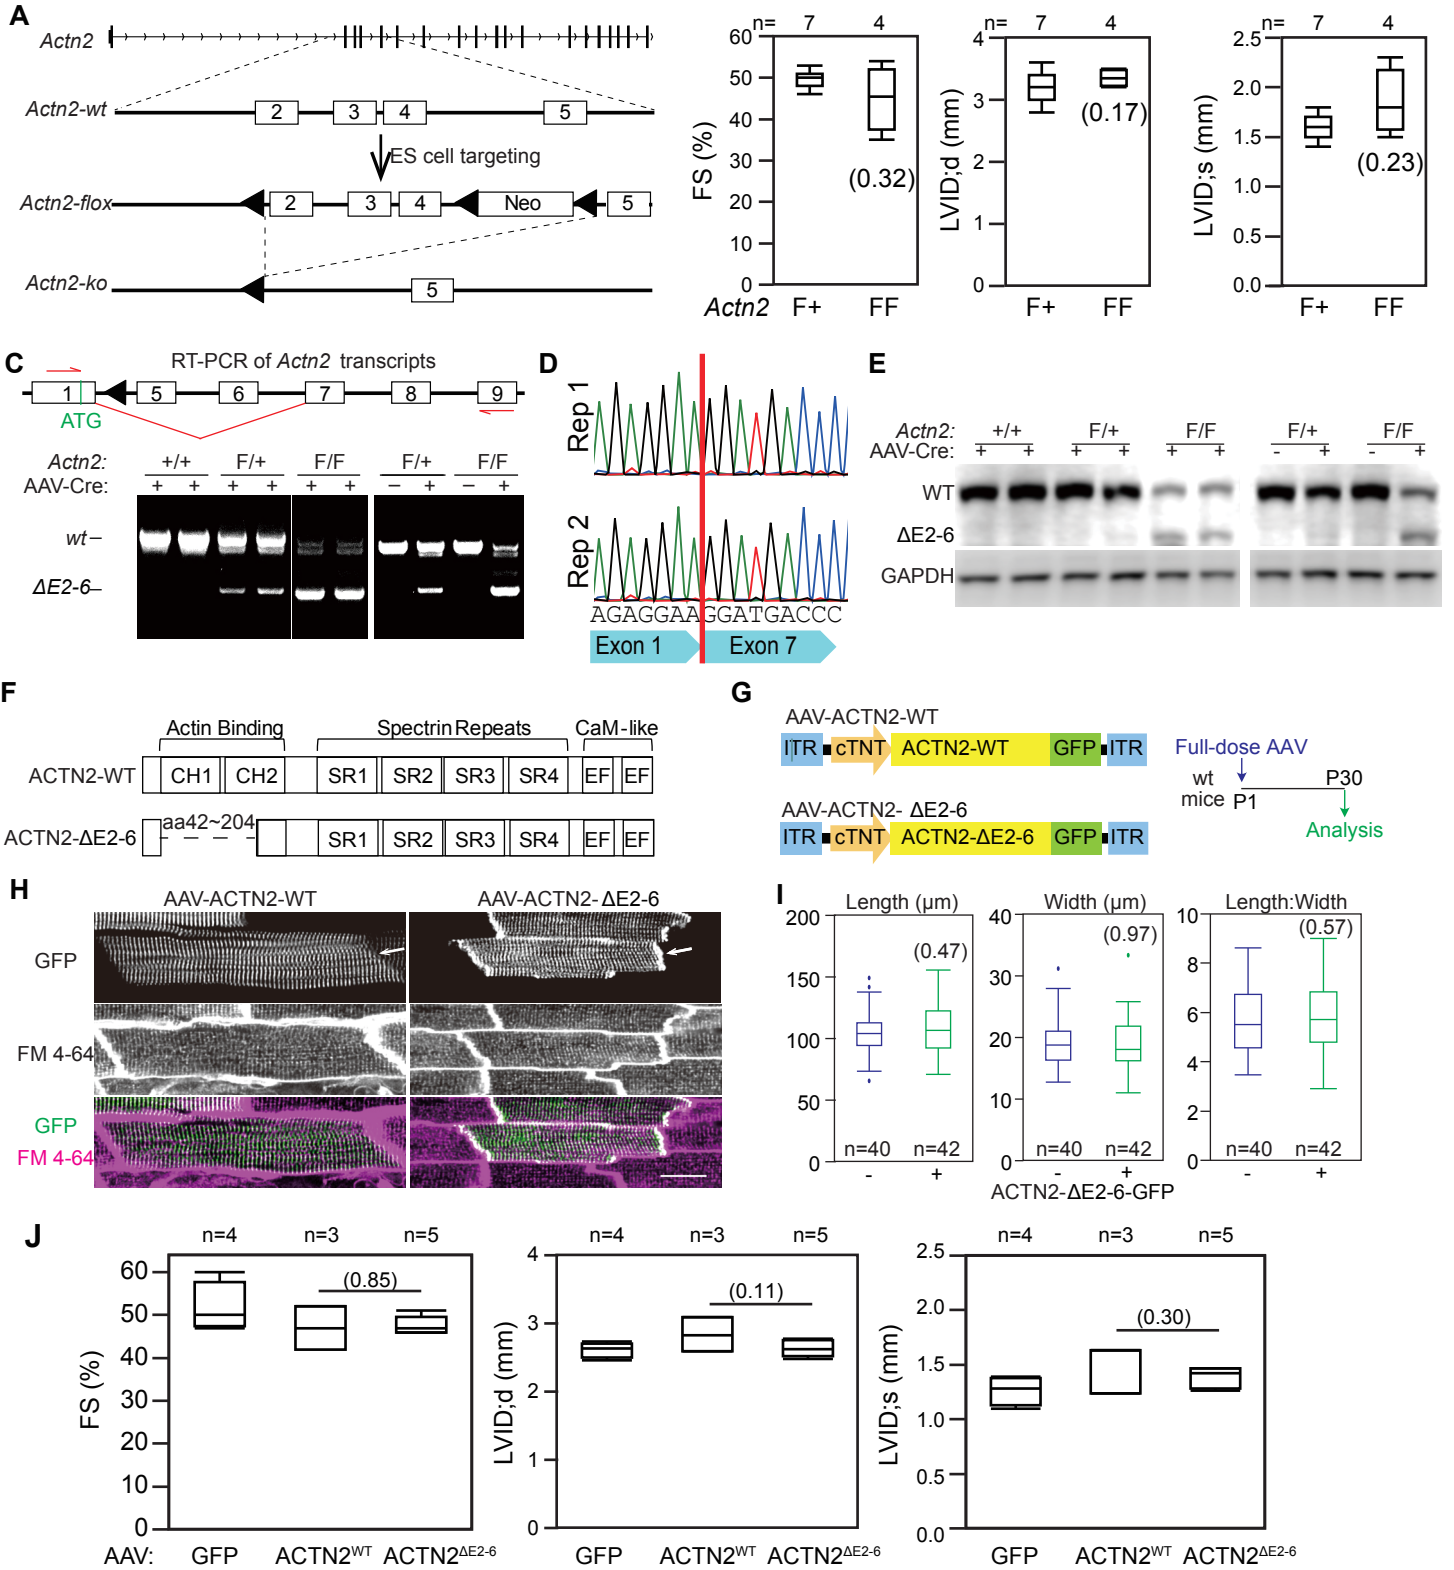 A
Actn2
Actn2-wt
2 3 4 5
ES cell targeting
Actn2-flox
2 3 4 Neo 5
Actn2-ko
5
n= 7 4
FS (%)
60
50
40
30
20
10
0
(0.32)
Actn2 F+ FF
n= 7 4
LVID;d (mm)
4
3
2
1
0
(0.17)
F+ FF
n= 7 4
LVID;s (mm)
2.5
2.0
1.5
1.0
0.5
0.0
(0.23)
F+ FF
C
RT-PCR of Actn2 transcripts
1 5 6 7 8 9
ATG
Actn2: +/+ F/+ F/F F/+ F/F
AAV-Cre: + + + + + + – + – +
wt–
ΔE2-6–
D
Rep 1
Rep 2
AGAGGAAGGATGACCC
Exon 1 Exon 7
E
Actn2: +/+ F/+ F/F F/+ F/F
AAV-Cre: + + + + + + - + - +
WT
ΔE2-6
GAPDH
F
Actin Binding Spectrin Repeats CaM-like
ACTN2-WT CH1 CH2 SR1 SR2 SR3 SR4 EF EF
aa42~204
ACTN2-ΔE2-6 SR1 SR2 SR3 SR4 EF EF
G
AAV-ACTN2-WT
ITR cTNT ACTN2-WT GFP ITR
AAV-ACTN2- ΔE2-6
ITR cTNT ACTN2-ΔE2-6 GFP ITR
Full-dose AAV
wt
mice P1 P30
Analysis
H
AAV-ACTN2-WT AAV-ACTN2-ΔE2-6
GFP
FM 4-64
GFP
FM 4-64
I
Length (µm)
200
150
100
50
0
(0.47)
n=40 n=42
- +
Width (µm)
40
30
20
10
0
(0.97)
n=40 n=42
- +
Length:Width
10
8
6
4
2
0
(0.57)
n=40 n=42
- +
ACTN2-ΔE2-6-GFP
J
n=4 n=3 n=5
FS (%)
60
50
40
30
20
10
0
(0.85)
AAV: GFP ACTN2WT ACTN2ΔE2-6
n=4 n=3 n=5
LVID;d (mm)
4
3
2
1
0
(0.11)
GFP ACTN2WT ACTN2ΔE2-6
n=4 n=3 n=5
LVID;s (mm)
2.5
2.0
1.5
1.0
0.5
0.0
(0.30)
GFP ACTN2WT ACTN2ΔE2-6